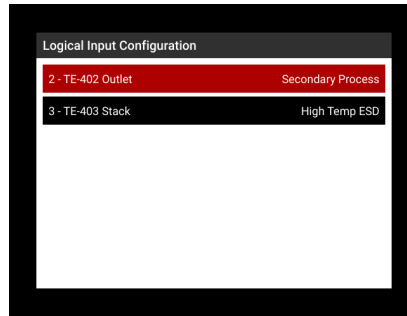 Logical Input Configuration
2 - TE-402 Outlet Secondary Process
3 - TE-403 Stack High Temp ESD